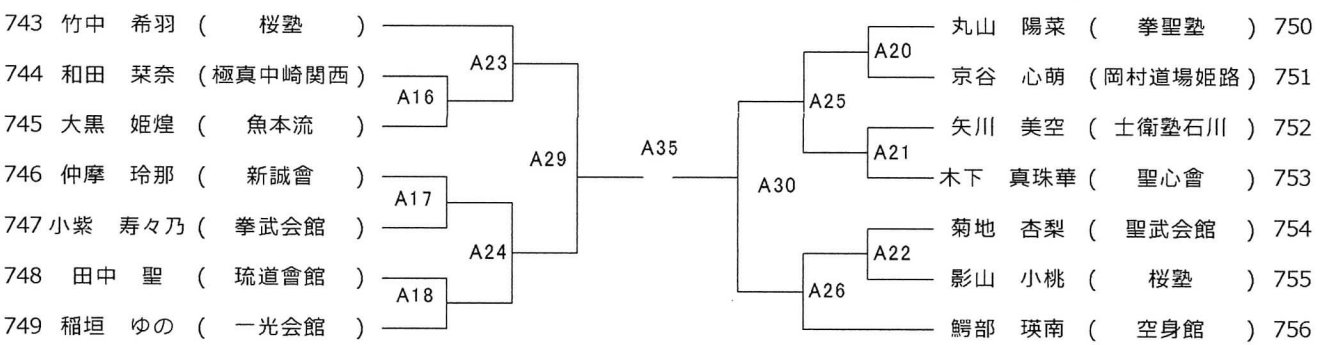 743 竹中 希羽 ( 桜塾 )
744 和田 栞奈 (極真中崎関西)
745 大黒 姫煌 ( 魚本流 )
746 仲摩 玲那 ( 新誠會 )
747 小紫 寿々乃 ( 拳武会館 )
748 田中 聖 ( 琉道會館 )
749 稲垣 ゆの ( 一光会館 )
A23
A16
A29
A17
A24
A18
A35
A20
A25
A21
A30
A22
A26
丸山 陽菜 ( 拳聖塾 ) 750
京谷 心萌 (岡村道場姫路) 751
矢川 美空 ( 士衛塾石川 ) 752
木下 真珠華 ( 聖心會 ) 753
菊地 杏梨 ( 聖武会館 ) 754
影山 小桃 ( 桜塾 ) 755
鰐部 瑛南 ( 空身館 ) 756